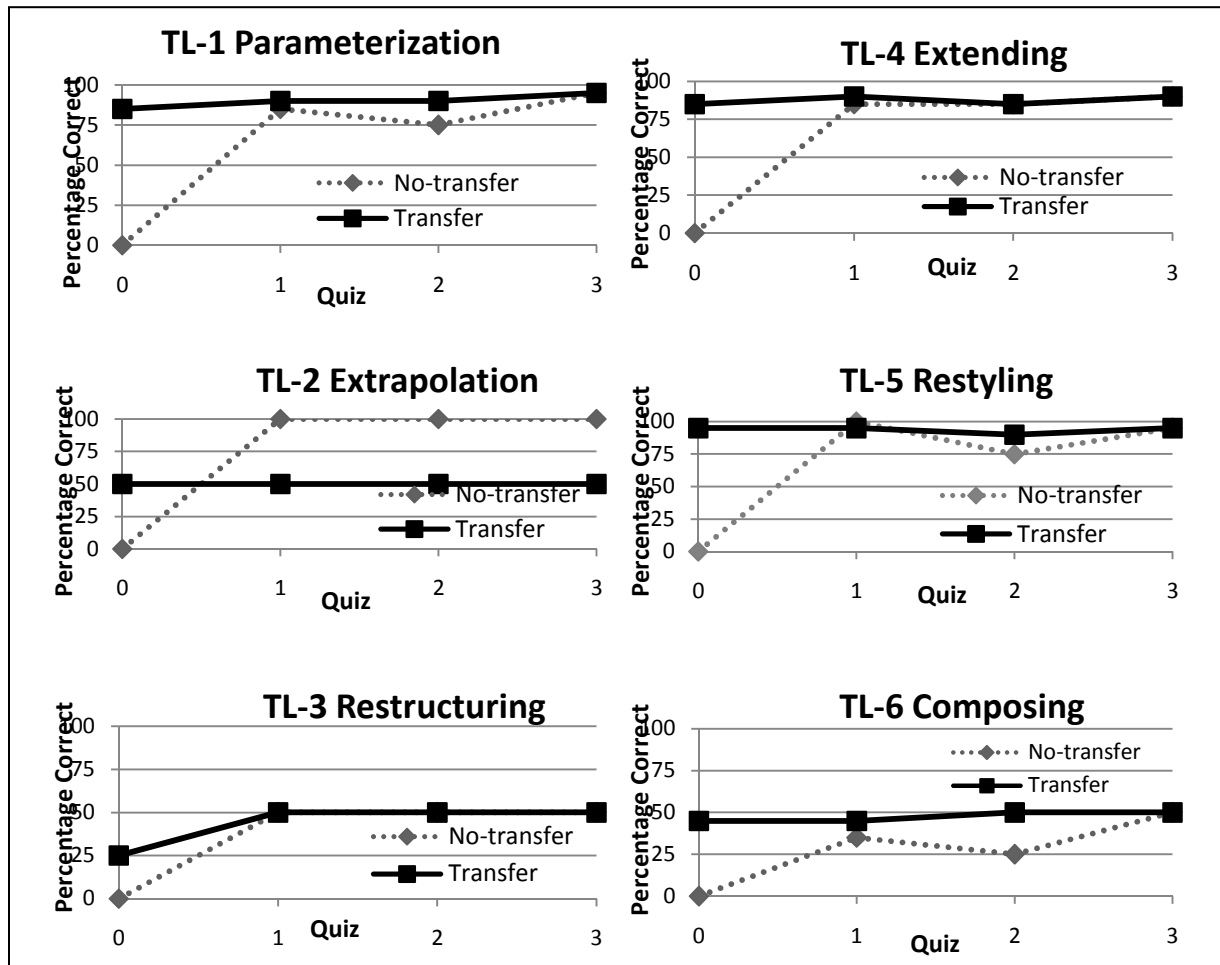 TL-1 Parameterization
Percentage Correct
100
75
50
25
0
No-transfer
Transfer
0 1 2 3
Quiz
TL-4 Extending
Percentage Correct
100
75
50
25
0
No-transfer
Transfer
0 1 2 3
Quiz
TL-2 Extrapolation
Percentage Correct
100
75
50
25
0
No-transfer
Transfer
0 1 2 3
Quiz
TL-5 Restyling
Percentage Correct
100
75
50
25
0
No-transfer
Transfer
0 1 2 3
Quiz
TL-3 Restructuring
Percentage Correct
100
75
50
25
0
No-transfer
Transfer
0 1 2 3
Quiz
TL-6 Composing
Percentage Correct
100
75
50
25
0
No-transfer
Transfer
0 1 2 3
Quiz